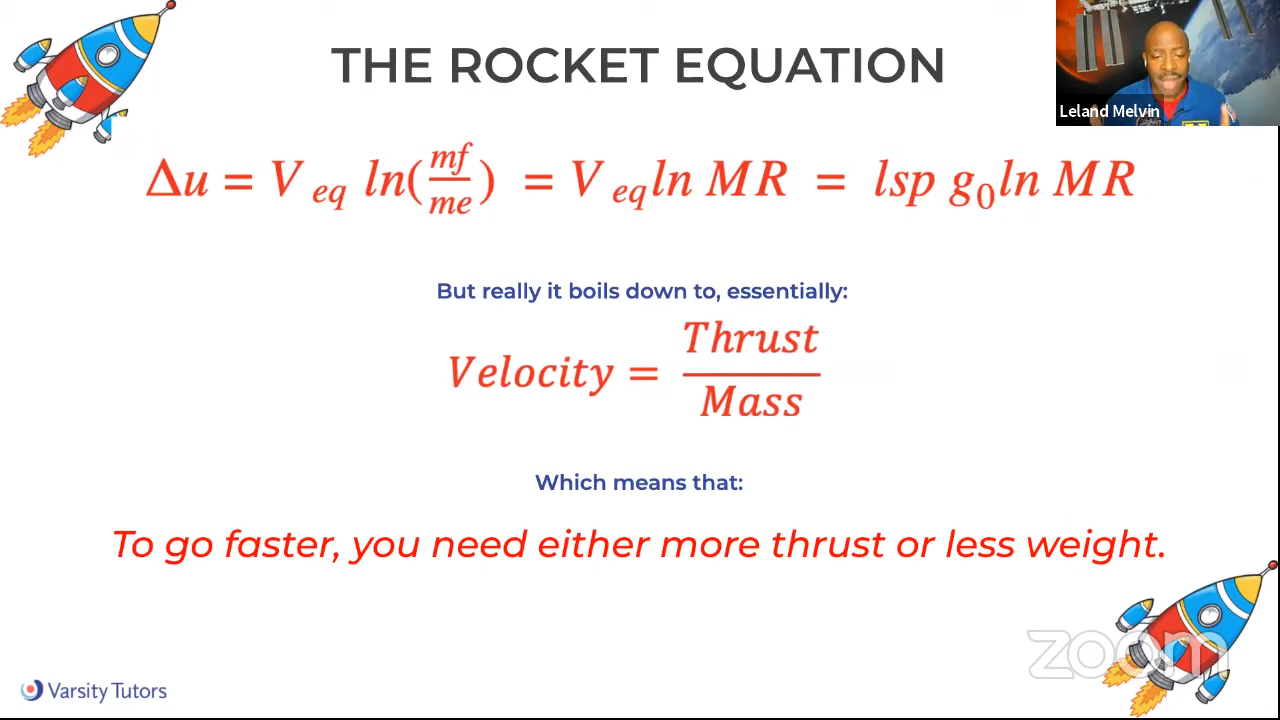 THE ROCKET EQUATION
Leland Melvin
Δu = V eq ln(mf/me) = V eq ln MR = lsp g₀ ln MR
But really it boils down to, essentially:
Velocity = Thrust/Mass
Which means that:
To go faster, you need either more thrust or less weight.
zoom
Varsity Tutors